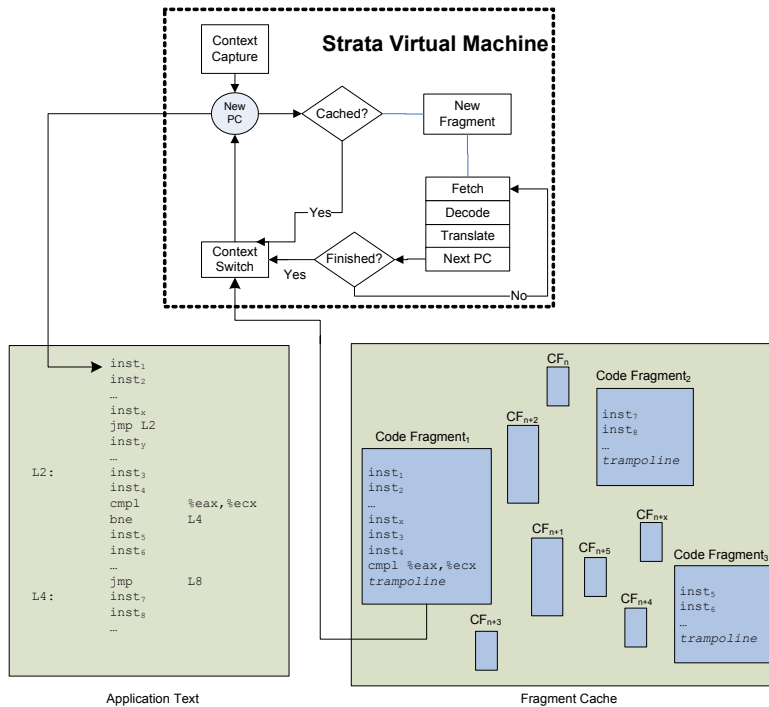 Strata Virtual Machine
Context
Capture
New
PC
Cached?
New
Fragment
Yes
Fetch
Decode
Translate
Next PC
Context
Switch
Yes
Finished?
No
inst₁
inst₂
…
instₓ
jmp L2
instᵧ
…
L2: inst₃
inst₄
cmpl %eax,%ecx
bne L4
inst₅
inst₆
…
jmp L8
L4: inst₇
inst₈
…
Application Text
Code Fragment₁
inst₁
inst₂
…
instₓ
inst₃
inst₄
cmpl %eax,%ecx
trampoline
CFₙ
CFₙ₊₂
Code Fragment₂
inst₇
inst₈
…
trampoline
CFₙ₊₁
CFₙ₊₅
CFₙ₊ₓ
Code Fragment₃
inst₅
inst₆
…
trampoline
CFₙ₊₃
CFₙ₊₄
Fragment Cache